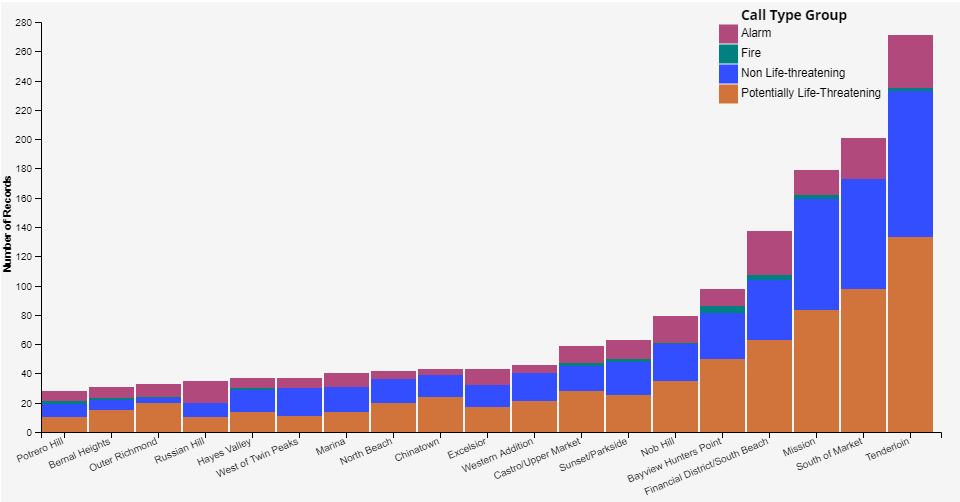 Call Type Group
Alarm
Fire
Non Life-threatening
Potentially Life-Threatening
Number of Records
280
260
240
220
200
180
160
140
120
100
80
60
40
20
0
Potrero Hill
Bernal Heights
Outer Richmond
Russian Hill
Hayes Valley
West of Twin Peaks
Marina
North Beach
Chinatown
Excelsior
Western Addition
Castro/Upper Market
Sunset/Parkside
Nob Hill
Bayview Hunters Point
Financial District/South Beach
Mission
South of Market
Tenderloin